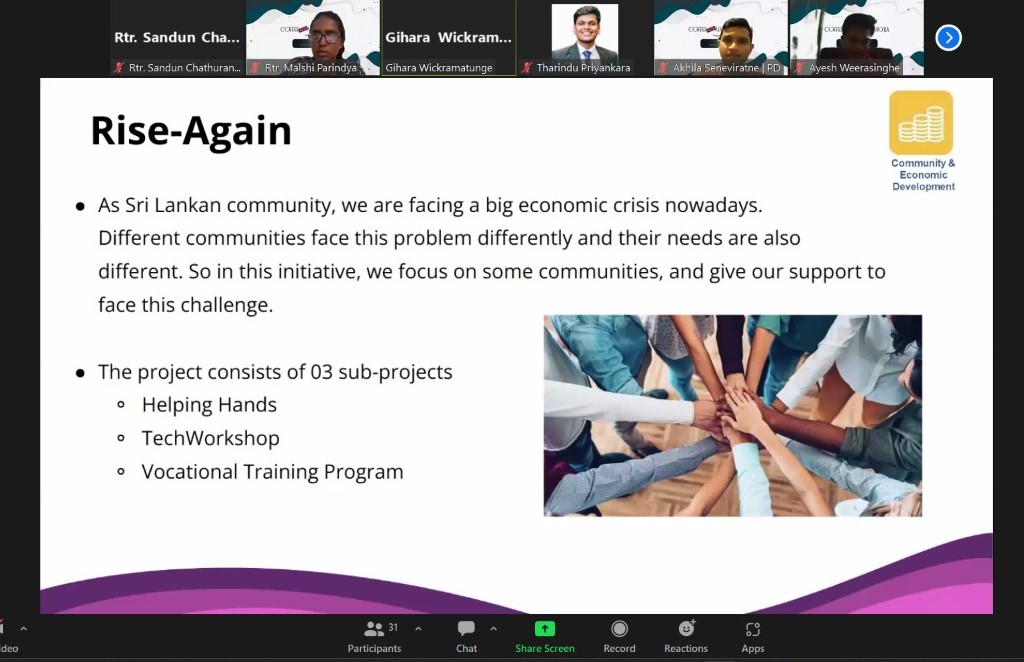 Rtr. Sandun Cha...
Gihara Wickram...
Rtr. Sandun Chathuran...
Rtr. Malshi Parindya
Gihara Wickramatunge
Tharindu Priyankara
Akhila Seneviratne | PD
Ayesh Weerasinghe
Rise-Again
Community &
Economic
Development
• As Sri Lankan community, we are facing a big economic crisis nowadays.
Different communities face this problem differently and their needs are also
different. So in this initiative, we focus on some communities, and give our support to
face this challenge.
• The project consists of 03 sub-projects
∘ Helping Hands
∘ TechWorkshop
∘ Vocational Training Program
ideo
31
Participants
Chat
Share Screen
Record
Reactions
Apps